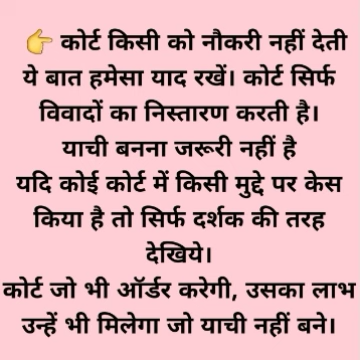 👉 कोर्ट किसी को नौकरी नहीं देती
ये बात हमेसा याद रखें। कोर्ट सिर्फ
विवादों का निस्तारण करती है।
याची बनना जरूरी नहीं है
यदि कोई कोर्ट में किसी मुद्दे पर केस
किया है तो सिर्फ दर्शक की तरह
देखिये।
कोर्ट जो भी ऑर्डर करेगी, उसका लाभ
उन्हें भी मिलेगा जो याची नहीं बने।